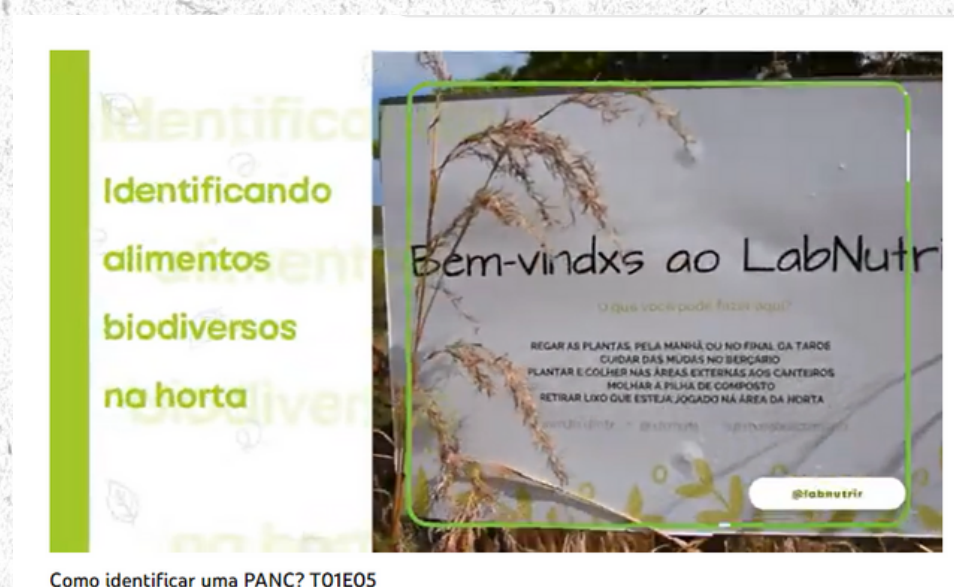 Identificando
alimentos
biodiversos
na horta
Bem-vindxs ao LabNutri
O que você pode fazer aqui?
REGAR AS PLANTAS, PELA MANHÃ OU NO FINAL DA TARDE
CUIDAR DAS MUDAS NO BERÇÁRIO
PLANTAR E COLHER NAS ÁREAS EXTERNAS AOS CANTEIROS
MOLHAR A PILHA DE COMPOSTO
RETIRAR LIXO QUE ESTEJA JOGADO NA ÁREA DA HORTA
@labnutrir
Como identificar uma PANC? T01E05